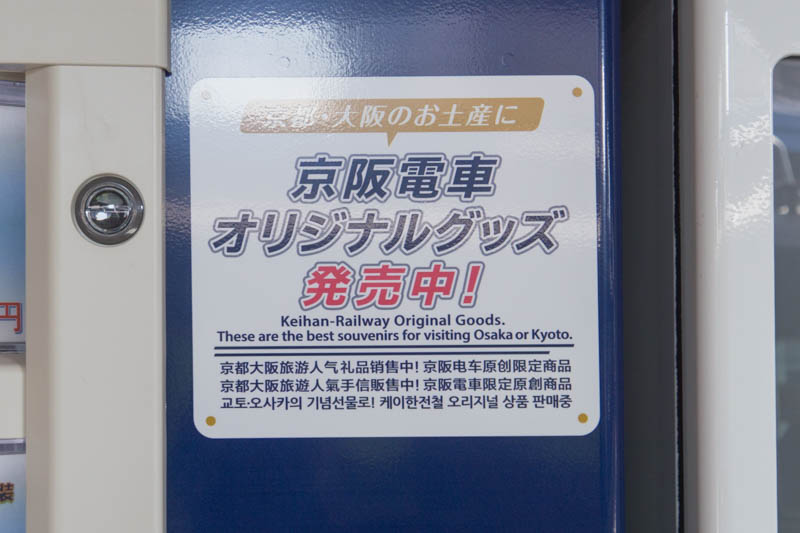 京都・大阪のお土産に
京阪電車
オリジナルグッズ
発売中！
Keihan-Railway Original Goods.
These are the best souvenirs for visiting Osaka or Kyoto.
京都大阪旅游人气礼品销售中! 京阪电车原创限定商品
京都大阪旅遊人氣手信販售中! 京阪電車限定原創商品
교토·오사카의 기념선물로! 케이한전철 오리지널 상품 판매중
円
装